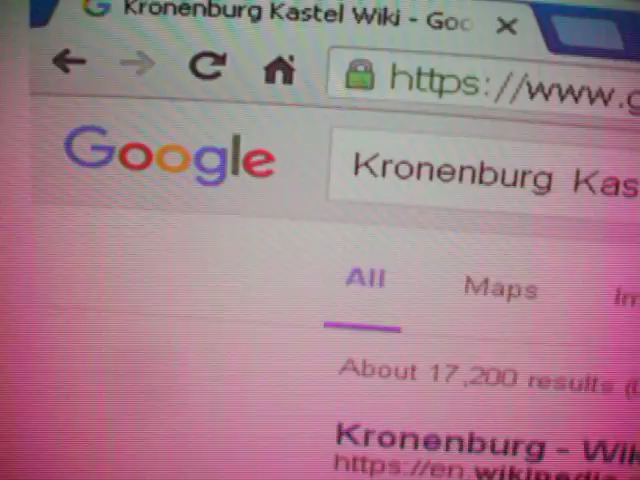 Kronenburg Kastel Wiki - Goo
https://www.g
Google
Kronenburg Kas
All Maps Im
About 17,200 results (
Kronenburg - Wik
https://en.wikipedia